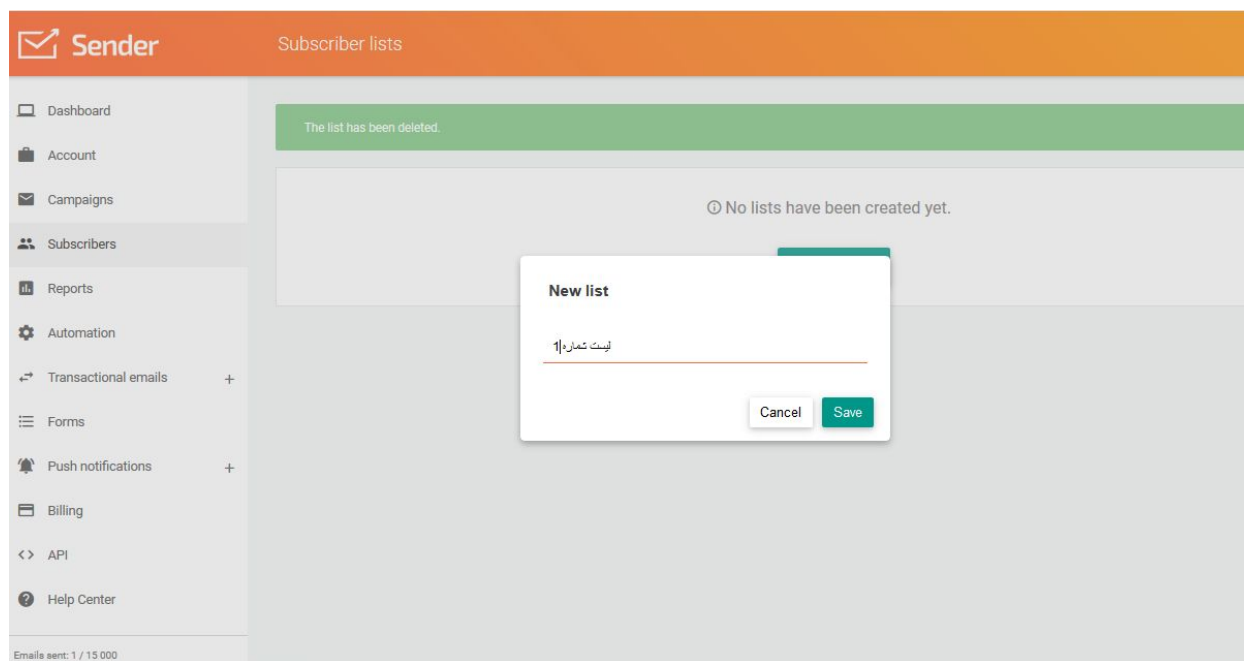 Sender
Subscriber lists
Dashboard
Account
Campaigns
Subscribers
Reports
Automation
Transactional emails +
Forms
Push notifications +
Billing
API
Help Center
Emails sent: 1 / 15 000
The list has been deleted.
No lists have been created yet.
New list
لیست شماره 1
Cancel Save